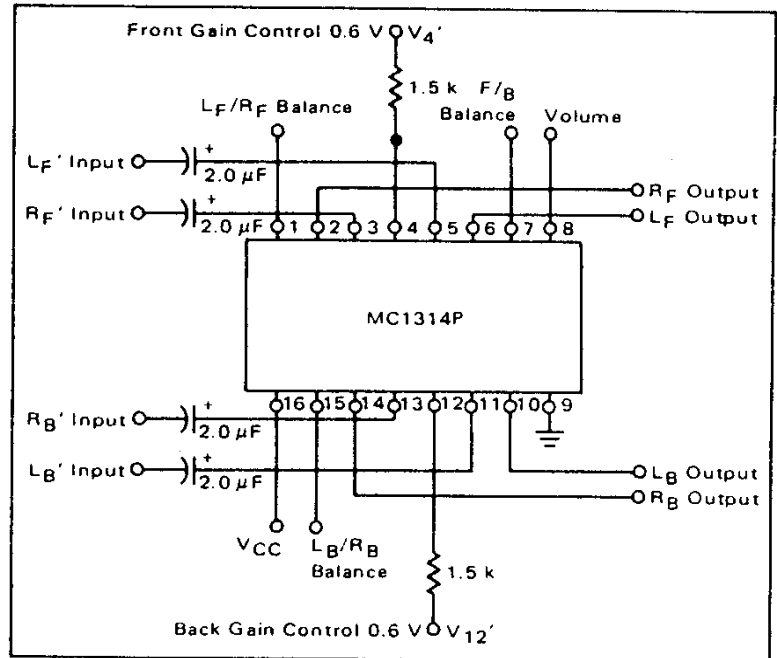 Front Gain Control 0.6 V V4'
1.5 k
LF/RF Balance
F/B Balance
Volume
LF' Input
+
2.0 µF
RF' Input
+
2.0 µF
RF Output
LF Output
1 2 3 4 5 6 7 8
MC1314P
16 15 14 13 12 11 10 9
RB' Input
+
2.0 µF
LB' Input
+
2.0 µF
LB Output
RB Output
VCC
LB/RB
Balance
1.5 k
Back Gain Control 0.6 V V12'